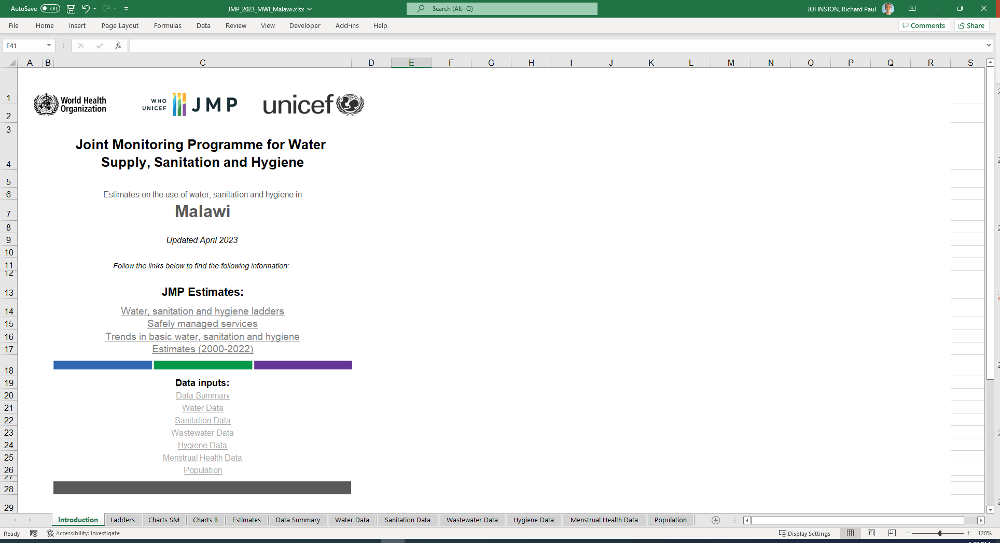 AutoSave Off JMP_2023_MWI_Malawi.xlsx Search (Alt+Q) JOHNSTON, Richard Paul
File Home Insert Page Layout Formulas Data Review View Developer Add-ins Help Comments Share
E41 fx
A B C D E F G H I J K L M N O P Q R S
1
2
3
4
5
6
7
8
9
10
11
12
13
14
15
16
17
18
19
20
21
22
23
24
25
26
27
28
29
World Health
Organization
WHO
UNICEF
JMP
unicef
Joint Monitoring Programme for Water
Supply, Sanitation and Hygiene
Estimates on the use of water, sanitation and hygiene in
Malawi
Updated April 2023
Follow the links below to find the following information:
JMP Estimates:
Water, sanitation and hygiene ladders
Safely managed services
Trends in basic water, sanitation and hygiene
Estimates (2000-2022)
Data inputs:
Data Summary
Water Data
Sanitation Data
Wastewater Data
Hygiene Data
Menstrual Health Data
Population
Introduction Ladders Charts SM Charts B Estimates Data Summary Water Data Sanitation Data Wastewater Data Hygiene Data Menstrual Health Data Population
Ready Accessibility: Investigate Display Settings 120%